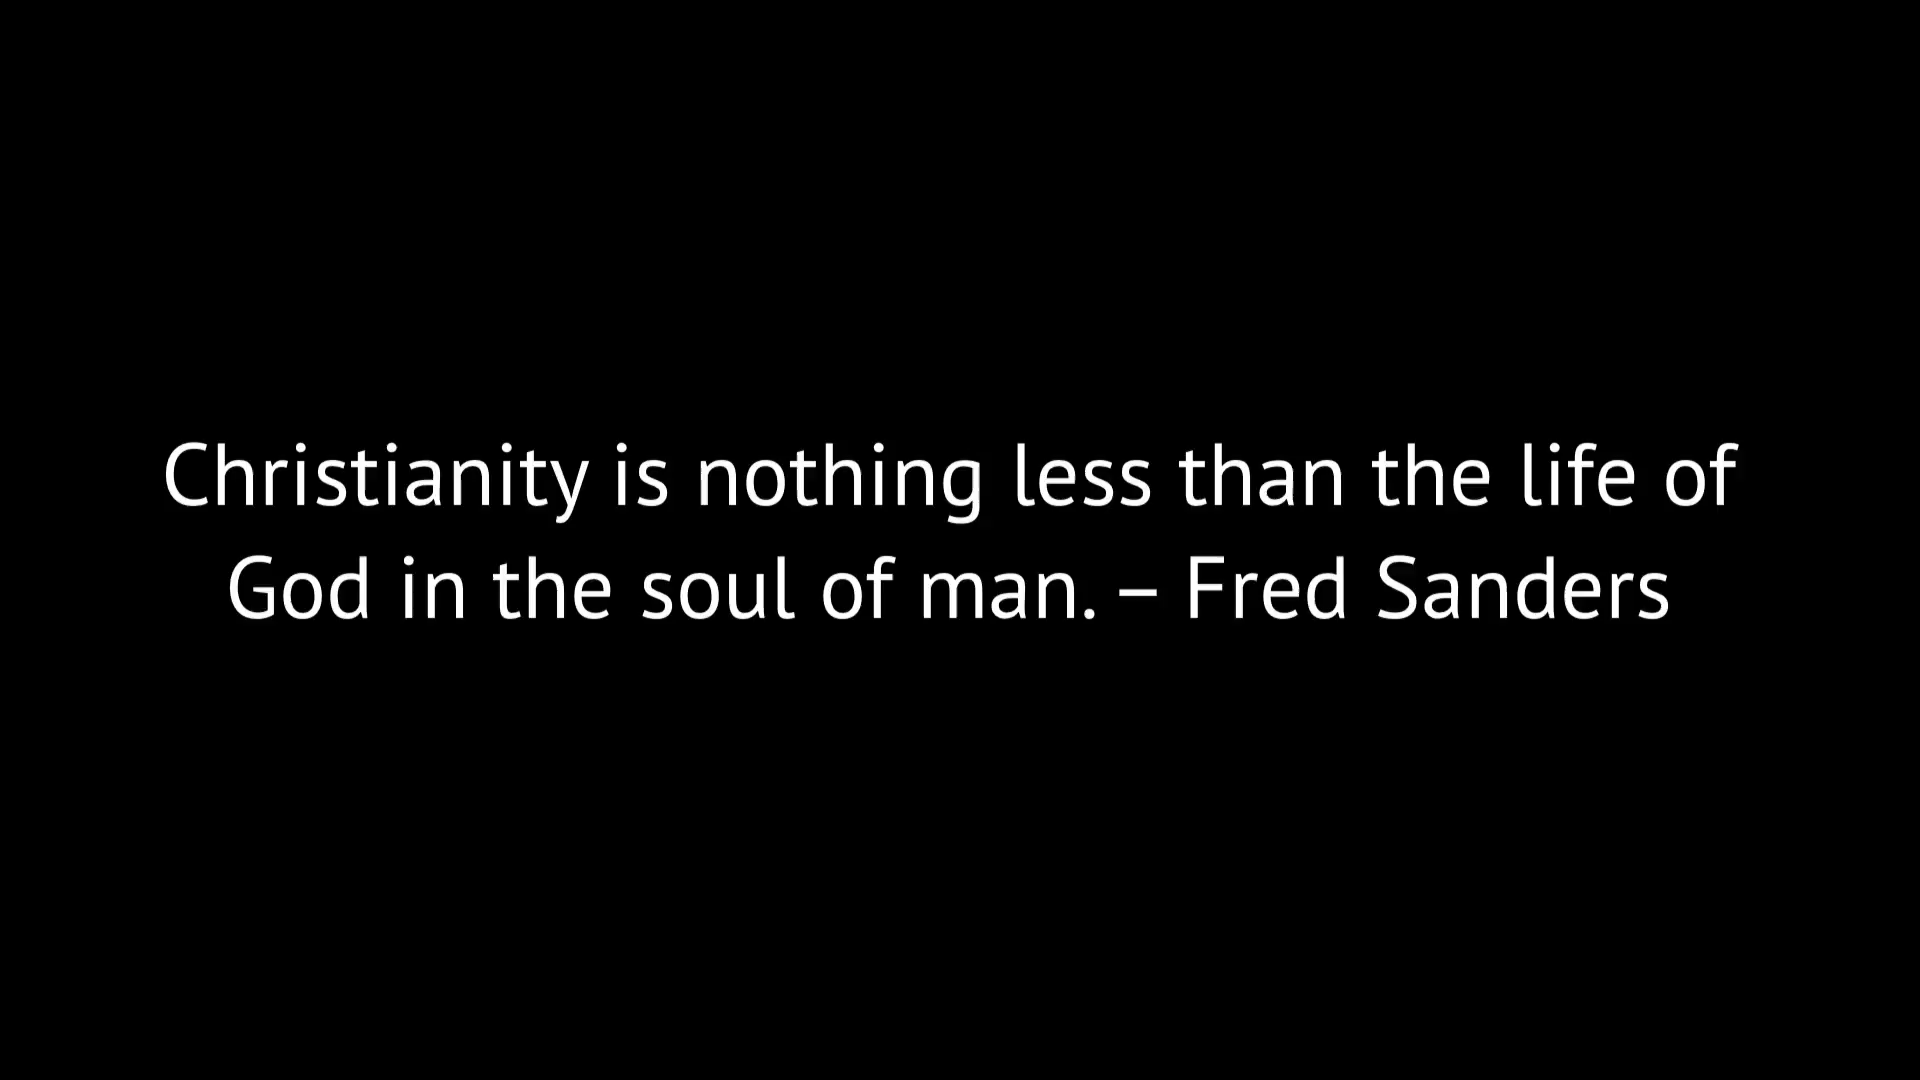 Christianity is nothing less than the life of
God in the soul of man. – Fred Sanders